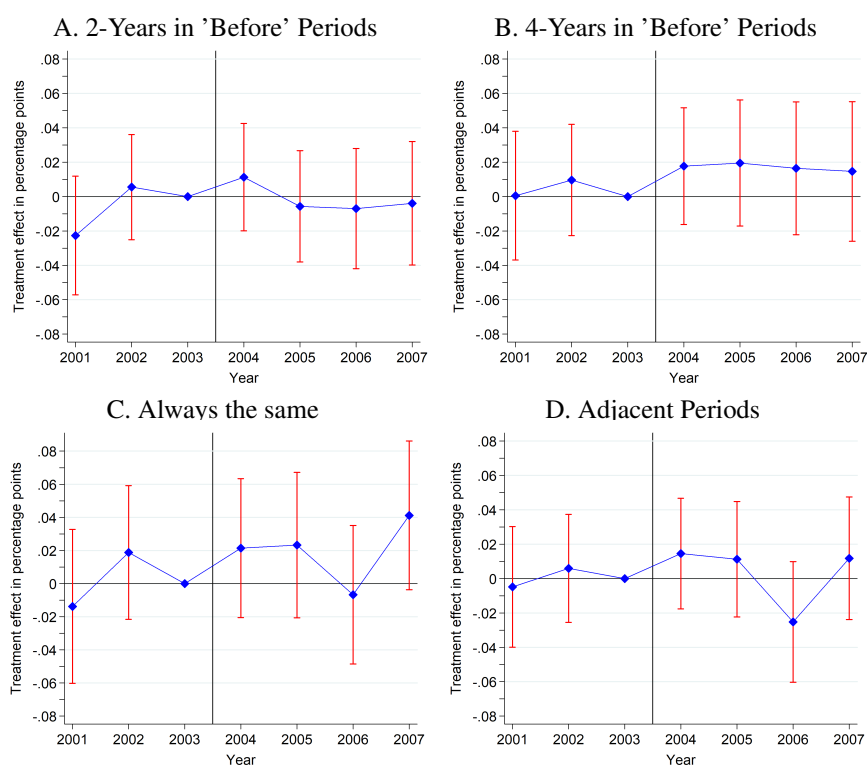 A. 2-Years in ’Before’ Periods
Treatment effect in percentage points
.08
.06
.04
.02
0
-.02
-.04
-.06
-.08
2001 2002 2003 2004 2005 2006 2007
Year
B. 4-Years in ’Before’ Periods
Treatment effect in percentage points
.08
.06
.04
.02
0
-.02
-.04
-.06
-.08
2001 2002 2003 2004 2005 2006 2007
Year
C. Always the same
Treatment effect in percentage points
.08
.06
.04
.02
0
-.02
-.04
-.06
-.08
2001 2002 2003 2004 2005 2006 2007
Year
D. Adjacent Periods
Treatment effect in percentage points
.08
.06
.04
.02
0
-.02
-.04
-.06
-.08
2001 2002 2003 2004 2005 2006 2007
Year